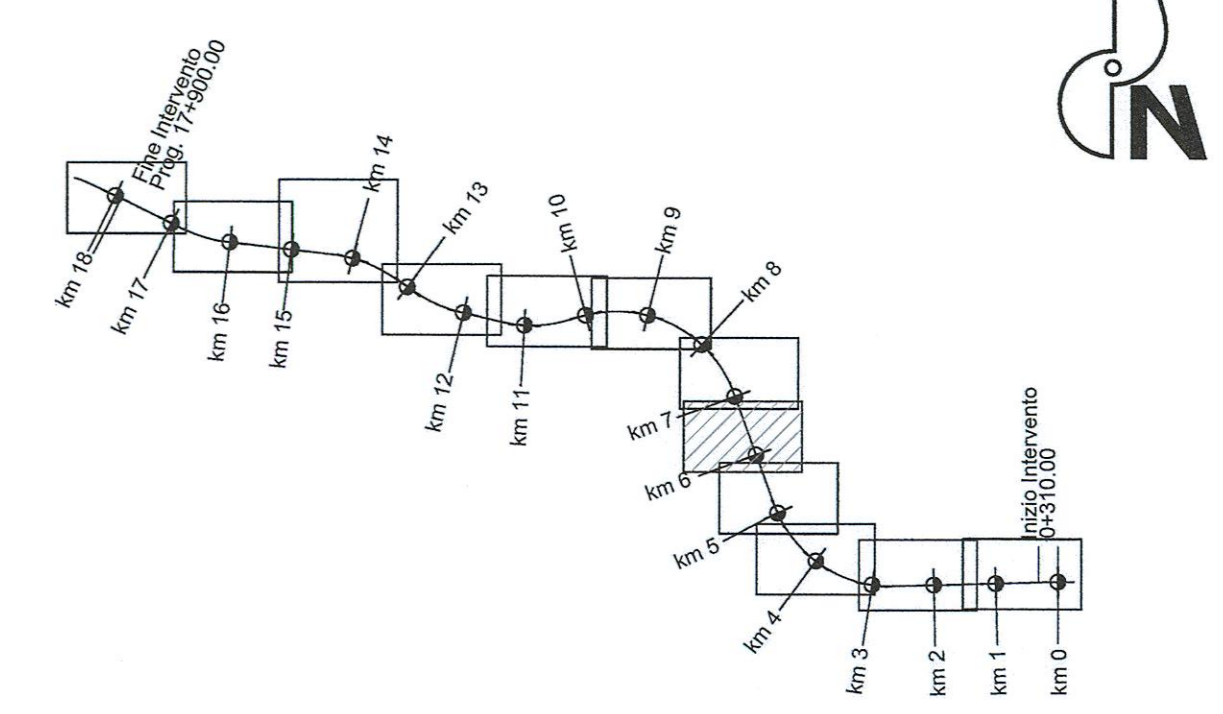 N
Fine Intervento
Prog. 17+900.00
km 18
km 17
km 16
km 15
km 14
km 13
km 12
km 11
km 10
km 9
km 8
km 7
km 6
km 5
km 4
km 3
km 2
km 1
km 0
Inizio Intervento
0+310.00